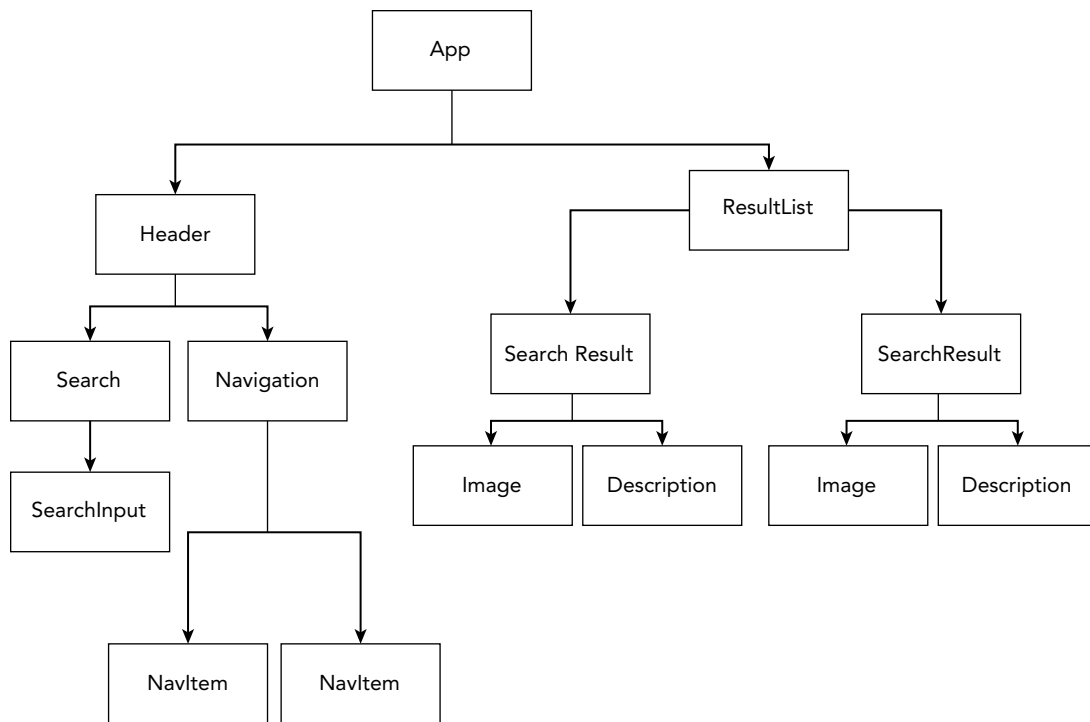 App
Header
ResultList
Search
Navigation
Search Result
SearchResult
SearchInput
Image
Description
Image
Description
NavItem
NavItem